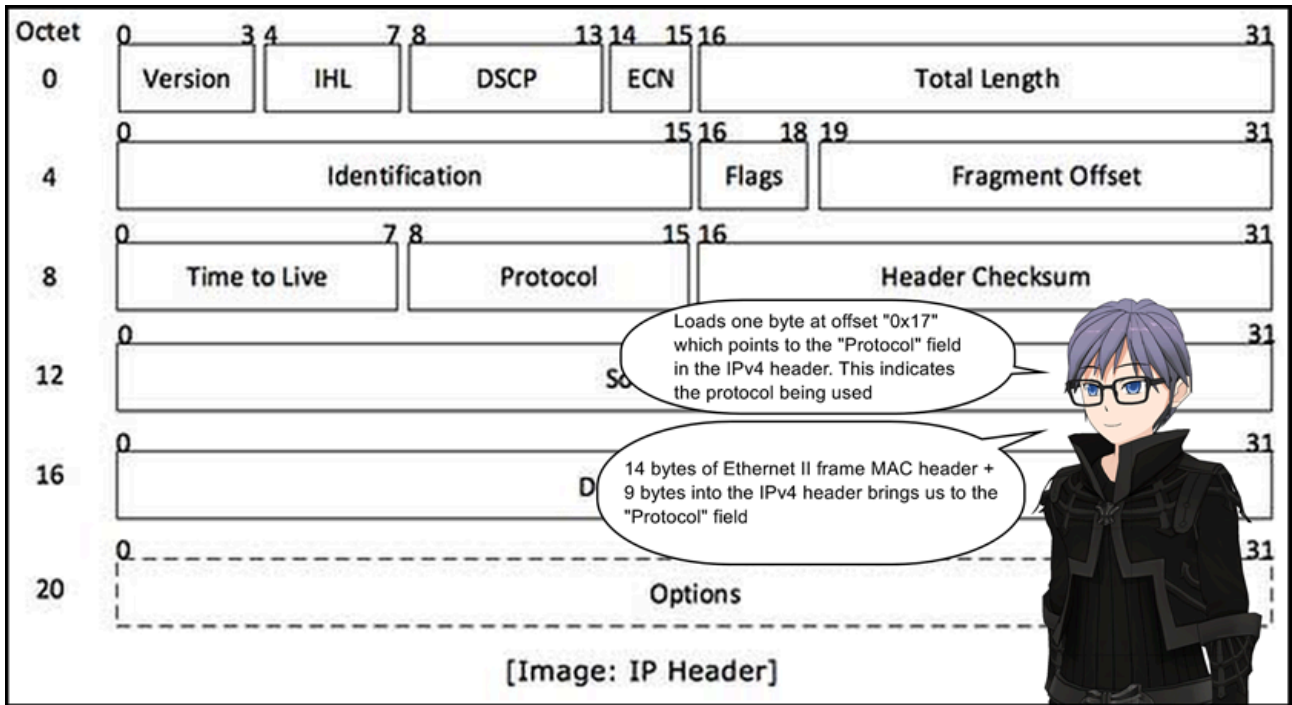 Octet 0 3 4 7 8 13 14 15 16 31
0 Version IHL DSCP ECN Total Length
0 15 16 18 19 31
4 Identification Flags Fragment Offset
0 7 8 15 16 31
8 Time to Live Protocol Header Checksum
Loads one byte at offset "0x17"
which points to the "Protocol" field
in the IPv4 header. This indicates
the protocol being used
0 31
12
0 31
16
14 bytes of Ethernet II frame MAC header +
9 bytes into the IPv4 header brings us to the
"Protocol" field
0 31
20 Options
[Image: IP Header]